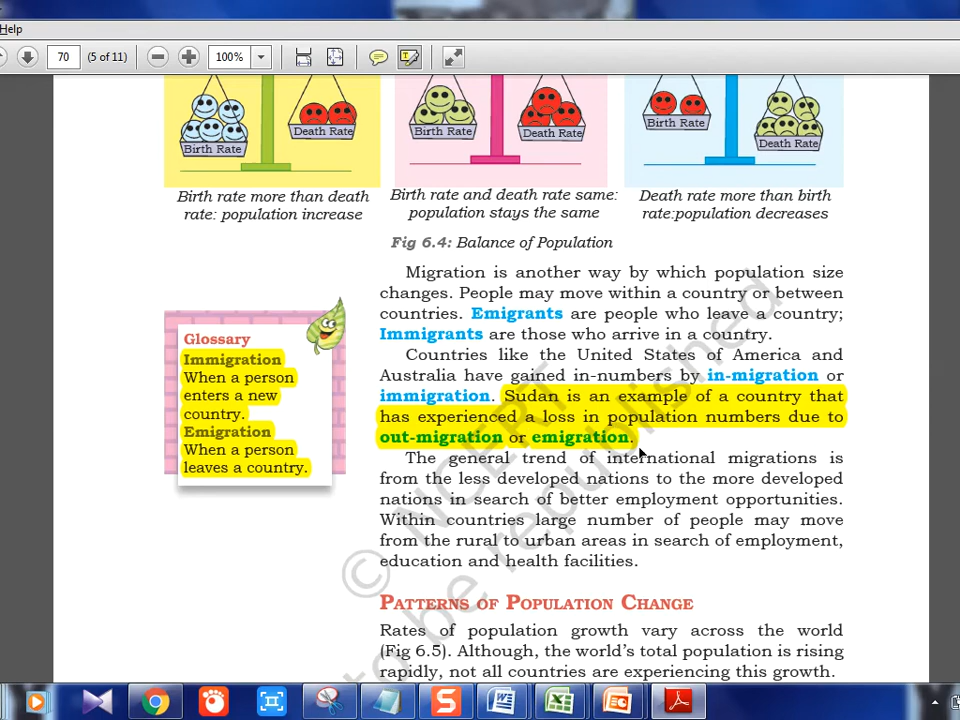 Help
70 (5 of 11) 100%
Birth Rate Death Rate
Birth Rate Death Rate
Birth Rate Death Rate
Birth rate more than death
rate: population increase
Birth rate and death rate same:
population stays the same
Death rate more than birth
rate:population decreases
Fig 6.4: Balance of Population
Migration is another way by which population size
changes. People may move within a country or between
countries. Emigrants are people who leave a country;
Immigrants are those who arrive in a country.
Countries like the United States of America and
Australia have gained in-numbers by in-migration or
immigration. Sudan is an example of a country that
has experienced a loss in population numbers due to
out-migration or emigration.
Glossary
Immigration
When a person
enters a new
country.
Emigration
When a person
leaves a country.
The general trend of international migrations is
from the less developed nations to the more developed
nations in search of better employment opportunities.
Within countries large number of people may move
from the rural to urban areas in search of employment,
education and health facilities.
Patterns of Population Change
Rates of population growth vary across the world
(Fig 6.5). Although, the world's total population is rising
rapidly, not all countries are experiencing this growth.
© NCERT
to be republished